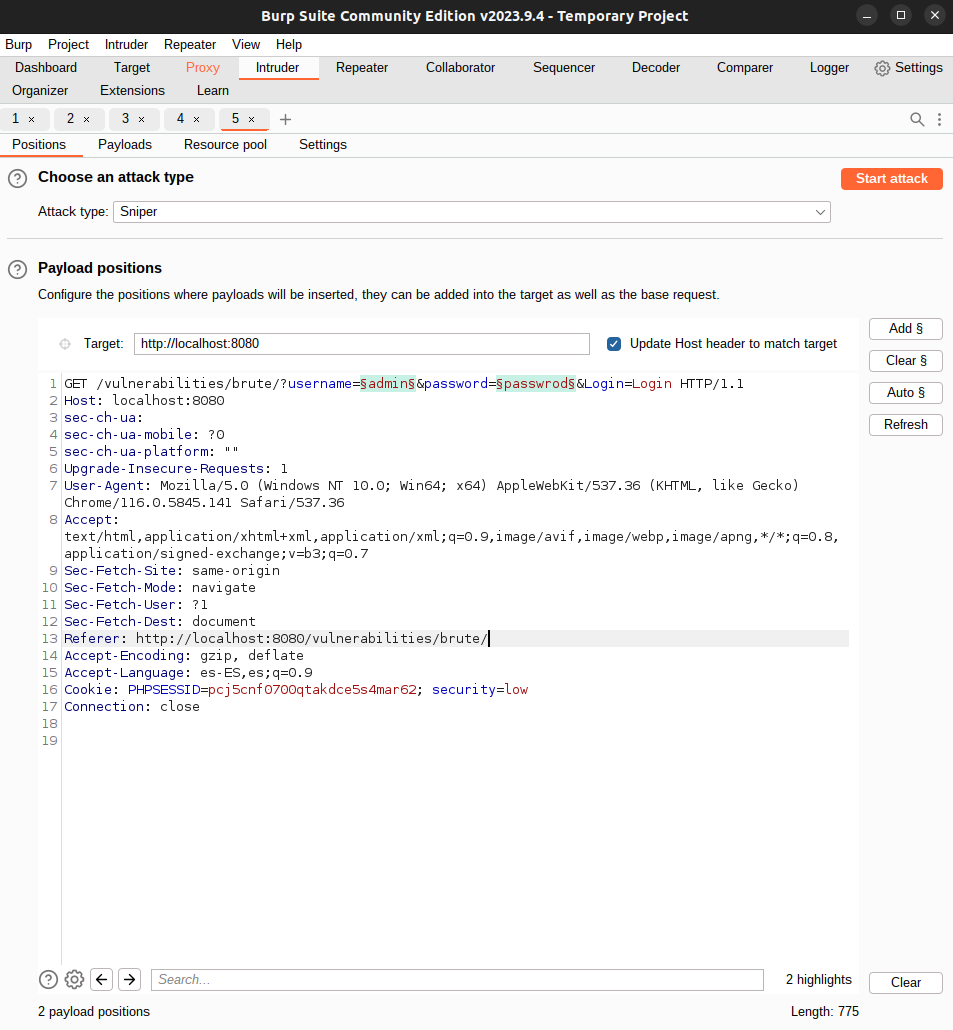 Burp Suite Community Edition v2023.9.4 - Temporary Project
Burp Project Intruder Repeater View Help
Dashboard Target Proxy Intruder Repeater Collaborator Sequencer Decoder Comparer Logger Settings
Organizer Extensions Learn
1 × 2 × 3 × 4 × 5 × +
Positions Payloads Resource pool Settings
? Choose an attack type Start attack
Attack type: Sniper
? Payload positions
Configure the positions where payloads will be inserted, they can be added into the target as well as the base request.
Target: http://localhost:8080 Update Host header to match target
Add §
Clear §
Auto §
Refresh
1 GET /vulnerabilities/brute/?username=§admin§&password=§passwrod§&Login=Login HTTP/1.1
2 Host: localhost:8080
3 sec-ch-ua:
4 sec-ch-ua-mobile: ?0
5 sec-ch-ua-platform: ""
6 Upgrade-Insecure-Requests: 1
7 User-Agent: Mozilla/5.0 (Windows NT 10.0; Win64; x64) AppleWebKit/537.36 (KHTML, like Gecko)
Chrome/116.0.5845.141 Safari/537.36
8 Accept:
text/html,application/xhtml+xml,application/xml;q=0.9,image/avif,image/webp,image/apng,*/*;q=0.8,
application/signed-exchange;v=b3;q=0.7
9 Sec-Fetch-Site: same-origin
10 Sec-Fetch-Mode: navigate
11 Sec-Fetch-User: ?1
12 Sec-Fetch-Dest: document
13 Referer: http://localhost:8080/vulnerabilities/brute/
14 Accept-Encoding: gzip, deflate
15 Accept-Language: es-ES,es;q=0.9
16 Cookie: PHPSESSID=pcj5cnf0700qtakdce5s4mar62; security=low
17 Connection: close
18
19
? Search... 2 highlights Clear
2 payload positions Length: 775